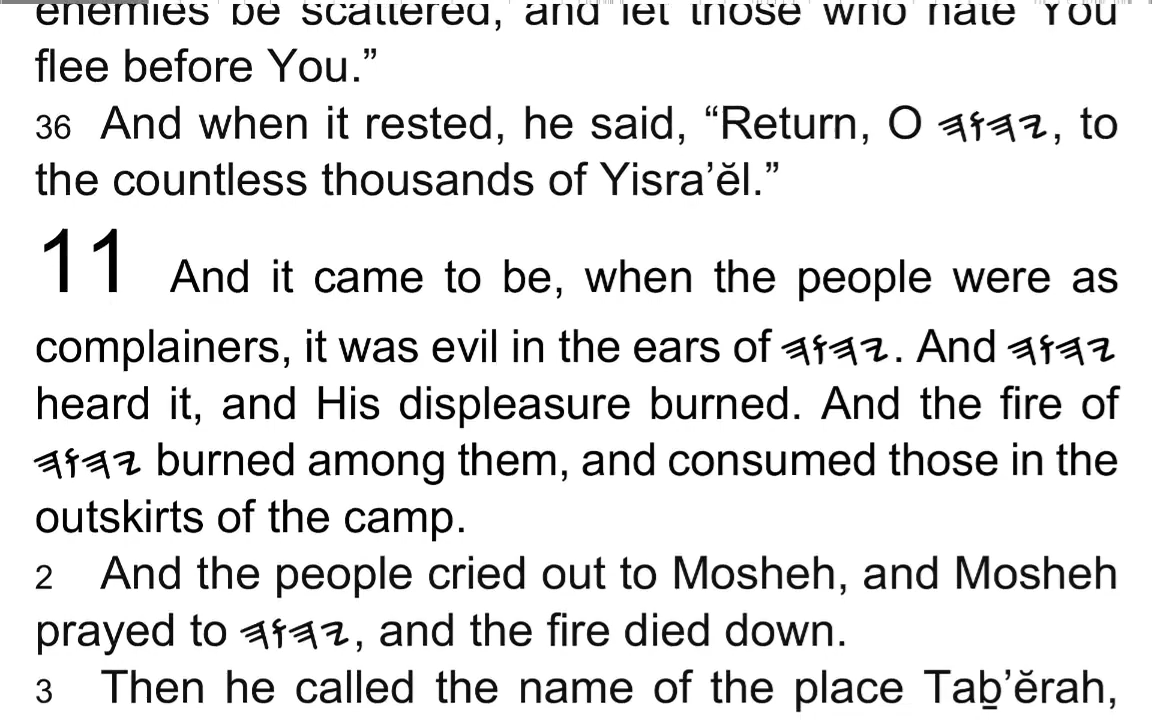 enemies be scattered, and let those who hate You
flee before You.”
36 And when it rested, he said, “Return, O 𐤉𐤄𐤅𐤄, to
the countless thousands of Yisra’ĕl.”
11 And it came to be, when the people were as
complainers, it was evil in the ears of 𐤉𐤄𐤅𐤄. And 𐤉𐤄𐤅𐤄
heard it, and His displeasure burned. And the fire of
𐤉𐤄𐤅𐤄 burned among them, and consumed those in the
outskirts of the camp.
2 And the people cried out to Mosheh, and Mosheh
prayed to 𐤉𐤄𐤅𐤄, and the fire died down.
3 Then he called the name of the place Taḇ’ĕrah,